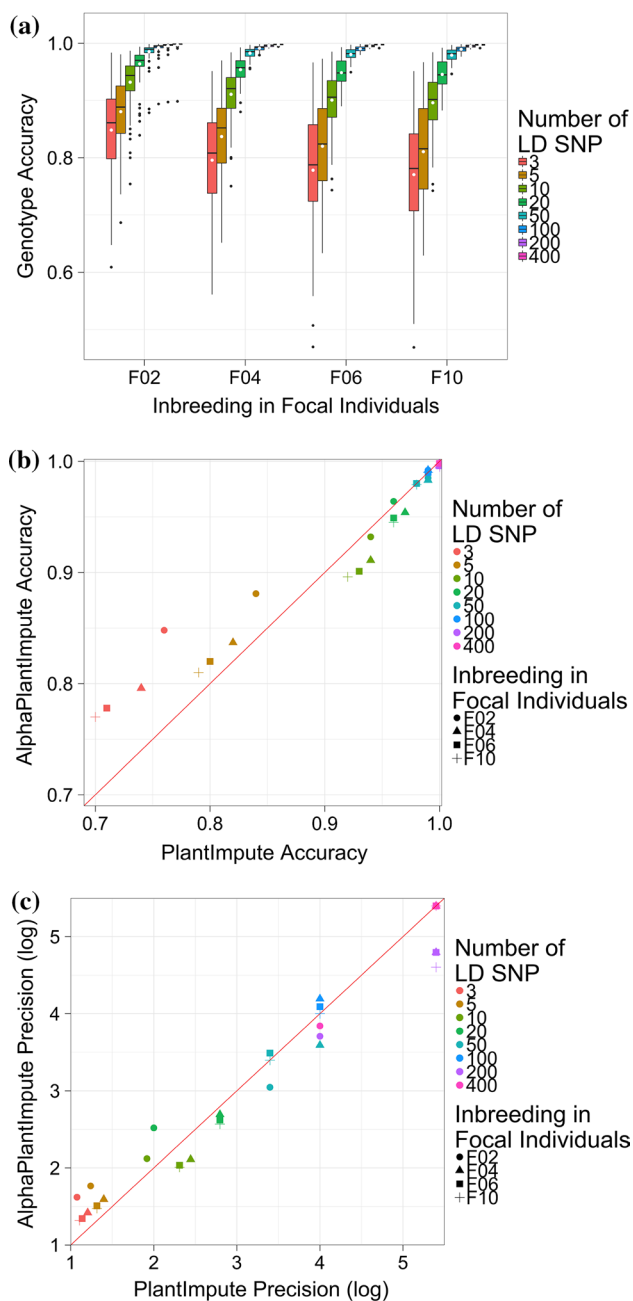 (a)
Genotype Accuracy
1.0
0.8
0.6
F02 F04 F06 F10
Inbreeding in Focal Individuals
Number of
LD SNP
3
5
10
20
50
100
200
400
(b)
AlphaPlantImpute Accuracy
1.0
0.9
0.8
0.7
0.7 0.8 0.9 1.0
PlantImpute Accuracy
Number of
LD SNP
3
5
10
20
50
100
200
400
Inbreeding in
Focal Individuals
F02
F04
F06
F10
(c)
AlphaPlantImpute Precision (log)
5
4
3
2
1
1 2 3 4 5
PlantImpute Precision (log)
Number of
LD SNP
3
5
10
20
50
100
200
400
Inbreeding in
Focal Individuals
F02
F04
F06
F10